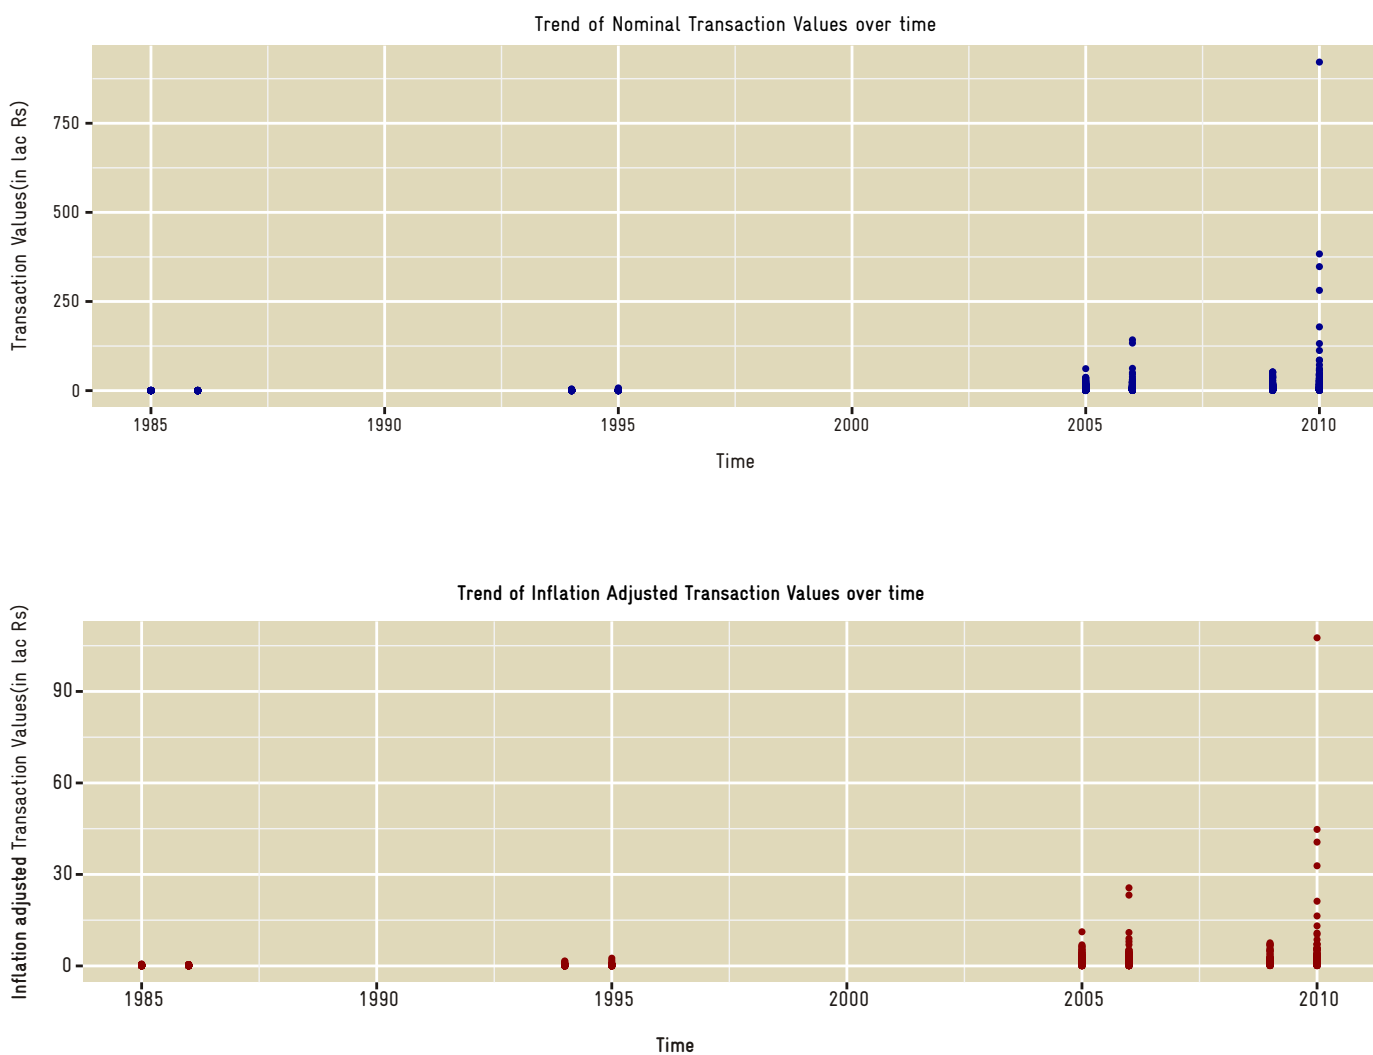 Trend of Nominal Transaction Values over time
Transaction Values(in lac Rs)
750
500
250
0
1985 1990 1995 2000 2005 2010
Time
Trend of Inflation Adjusted Transaction Values over time
Inflation adjusted Transaction Values(in lac Rs)
90
60
30
0
1985 1990 1995 2000 2005 2010
Time